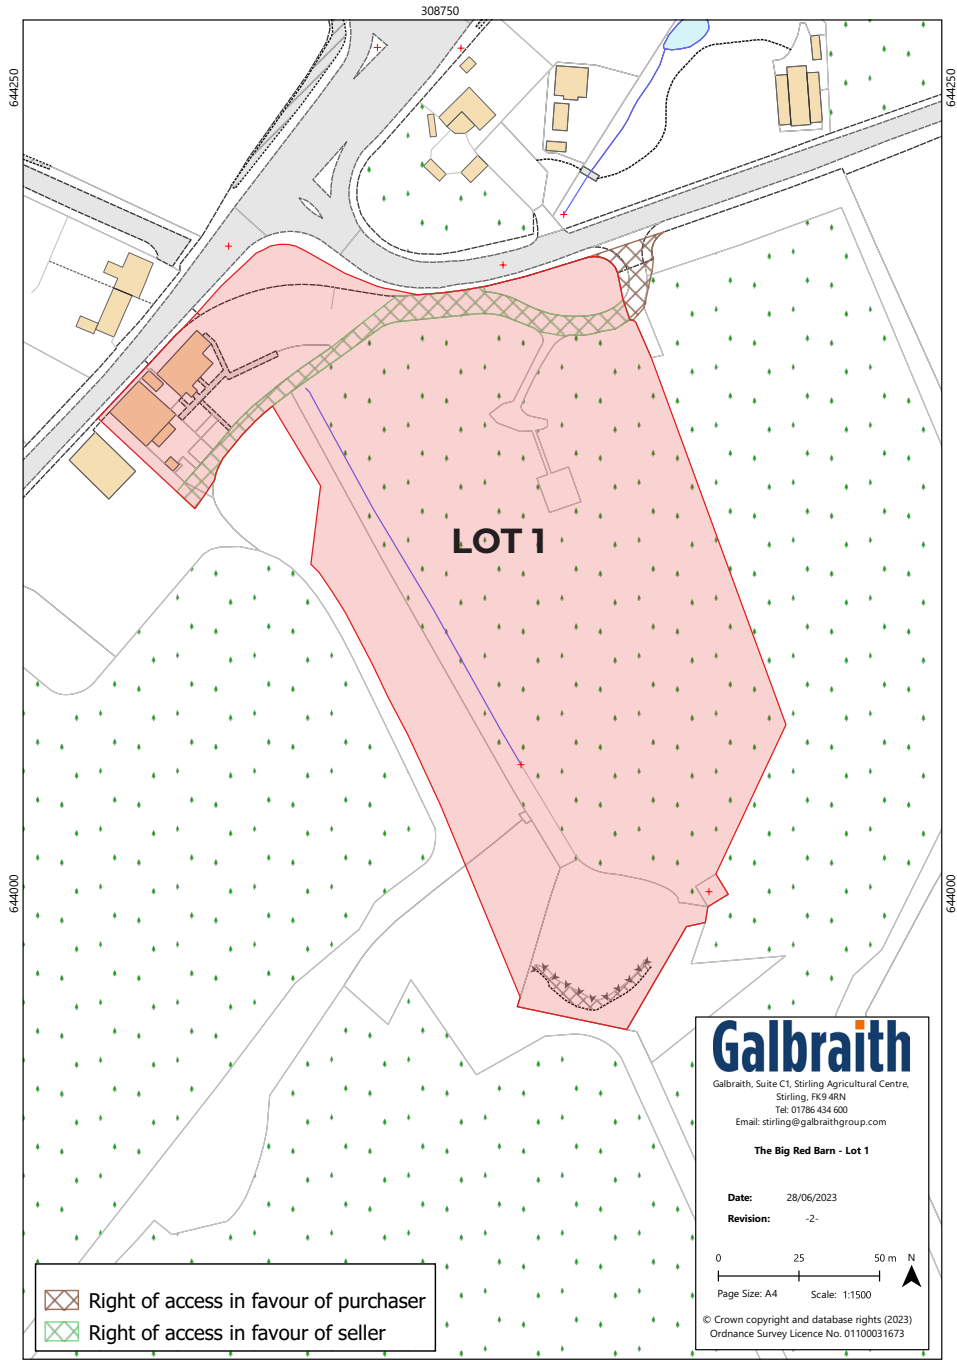 308750
644250
644250
LOT 1
644000
644000
Galbraith
Galbraith, Suite C1, Stirling Agricultural Centre,
Stirling, FK9 4RN
Tel: 01786 434 600
Email: stirling@galbraithgroup.com
The Big Red Barn - Lot 1
Date: 28/06/2023
Revision: -2-
0 25 50 m N
Page Size: A4 Scale: 1:1500
© Crown copyright and database rights (2023)
Ordnance Survey Licence No. 01100031673
Right of access in favour of purchaser
Right of access in favour of seller